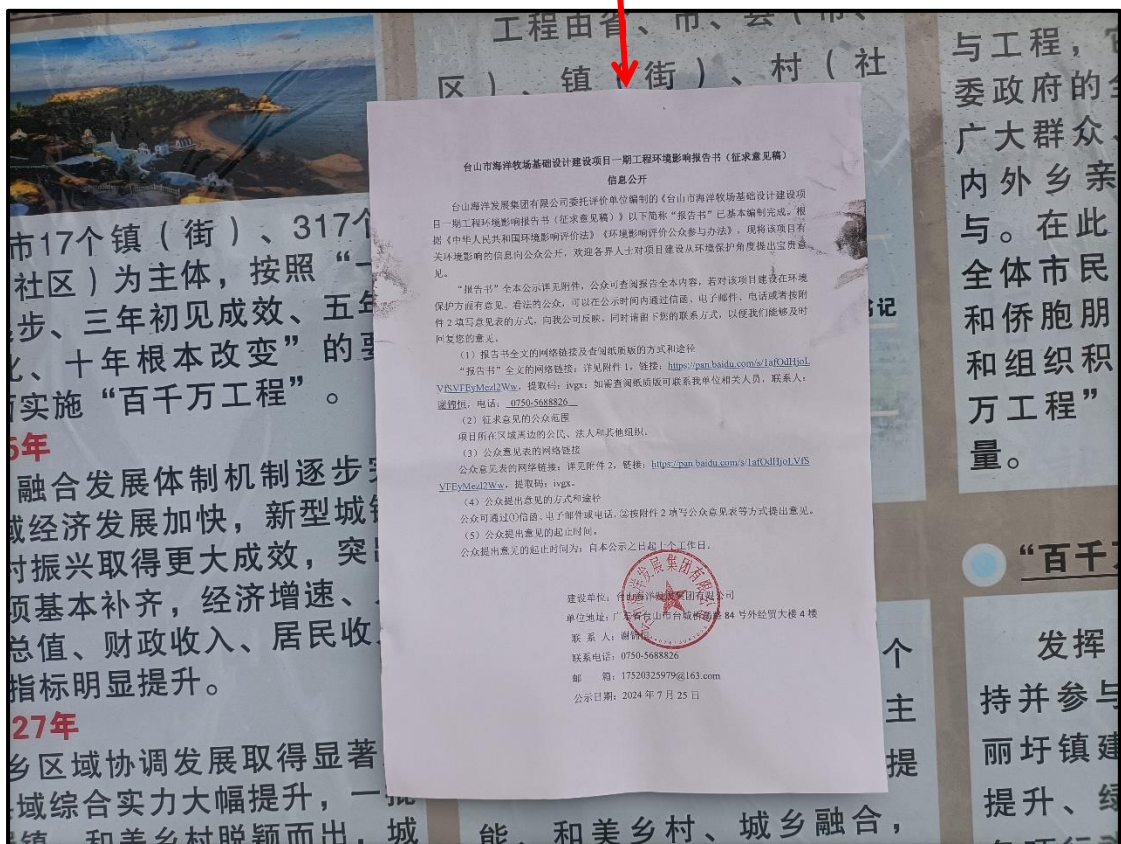 工程由省、市、县（市、
区）、镇（街）、村（社
市17个镇（街）、317个
社区）为主体，按照“一
步、三年初见成效、五年
、十年根本改变”的要
实施“百千万工程”。
5年
融合发展体制机制逐步实
域经济发展加快，新型城镇
村振兴取得更大成效，突出
项基本补齐，经济增速、
总值、财政收入、居民收
指标明显提升。
27年
乡区域协调发展取得显著
域综合实力大幅提升，一批
镇、和美乡村脱颖而出，城
台山市海洋牧场基础设计建设项目一期工程环境影响报告书（征求意见稿）
信息公开
台山海洋发展集团有限公司委托评价单位编制的《台山市海洋牧场基础设计建设项
目一期工程环境影响报告书（征求意见稿）》以下简称“报告书”已基本编制完成。根
据《中华人民共和国环境影响评价法》《环境影响评价公众参与办法》，现将该项目有
关环境影响的信息向公众公开，欢迎各界人士对项目建设从环境保护角度提出宝贵意
见。
“报告书”全本公示详见附件，公众可查阅报告全本内容，若对该项目建设在环境
保护方面有意见、看法的公众，可以在公示时间内通过信函、电子邮件、电话或者按附
件2填写意见表的方式，向我公司反映。同时请留下您的联系方式，以便我们能够及时
回复您的意见。
（1）报告书全文的网络链接及查阅纸质版的方式和途径
“报告书”全文的网络链接：详见附件1，链接：https://pan.baidu.com/s/1afOdHjoL
VfSVTEyMezl2Ww，提取码：ivgx；如需查阅纸质版可联系我单位相关人员，联系人：
谢锦恒，电话：0750-5688826
（2）征求意见的公众范围
项目所在区域周边的公民、法人和其他组织。
（3）公众意见表的网络链接
公众意见表的网络链接：详见附件2，链接：https://pan.baidu.com/s/1afOdHjoLVfS
VTEyMezl2Ww，提取码：ivgx。
（4）公众提出意见的方式和途径
公众可通过①信函、电子邮件或电话，②按附件2填写公众意见表等方式提出意见。
（5）公众提出意见的起止时间。
公众提出意见的起止时间为：自本公示之日起十个工作日。
建设单位：台山海洋发展集团有限公司
单位地址：广东省台山市台城桥湖路84号外经贸大楼4楼
联系人：谢锦恒
联系电话：0750-5688826
邮 箱：17520325979@163.com
公示日期：2024年7月25日
书记
个
主
提
能、和美乡村、城乡融合，
与工程，
委政府的全
广大群众、
内外乡亲
与。在此
全体市民
和侨胞朋
和组织积
万工程”
量。
“百千
发挥
持并参与
丽圩镇建
提升、绿